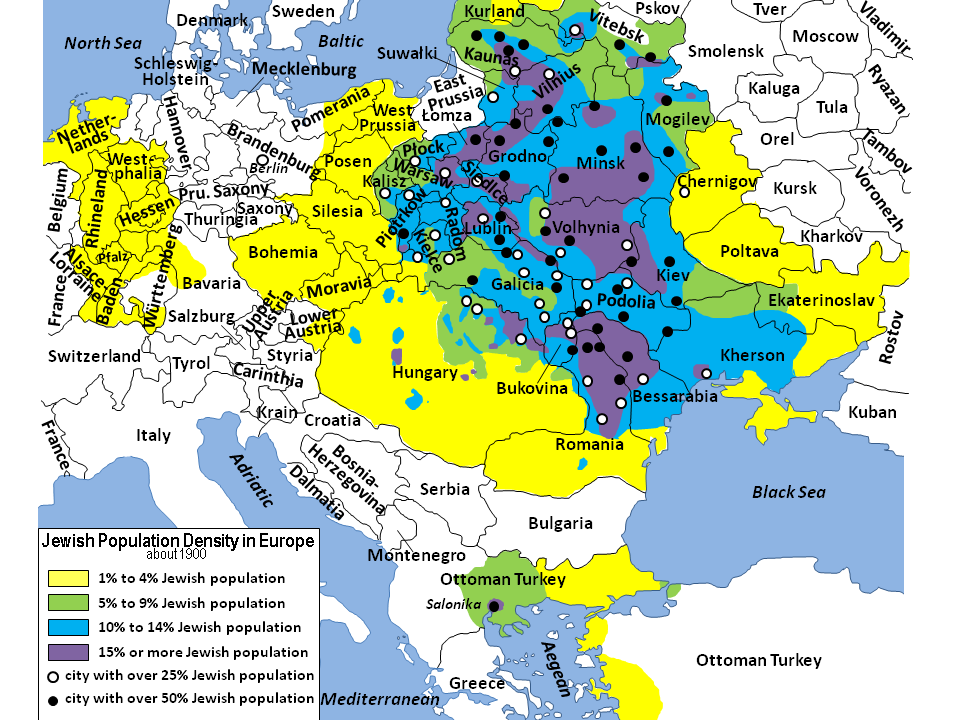 Kurland
Pskov
Tver
Vladimir
Sweden
Denmark
North Sea
Baltic
Vitebsk
Moscow
Smolensk
Suwalki
Kaunas
Schleswig-
Holstein
Mecklenburg
Vilnius
Kaluga
Ryazan
East
Prussia
Pomerania
West
Prussia
Łomza
Mogilev
Tula
Nether-
lands
Hannover
Brandenburg
Berlin
Orel
Tambov
Płock
Grodno
Minsk
West-
phalia
Posen
Warsaw
Siedlce
Kalisz
Chernigov
Kursk
Voronezh
Belgium
Rhineland
Pru. Saxony
Saxony
Thuringia
Hessen
Silesia
Piotrkow
Radom
Kielce
Lublin
Volhynia
Kharkov
Poltava
Bohemia
Pfalz
Alsace
Lorraine
Baden
Württemberg
Bavaria
Moravia
Galicia
Kiev
Podolia
Ekaterinoslav
France
Salzburg
Upper
Austria
Lower
Austria
Rostov
Switzerland
Tyrol
Styria
Carinthia
Hungary
Bukovina
Kherson
Bessarabia
Krain
Croatia
Kuban
France
Italy
Romania
Adriatic
Bosnia-
Herzegovina
Dalmatia
Serbia
Black Sea
Bulgaria
Montenegro
Ottoman Turkey
Salonika
Aegean
Greece
Ottoman Turkey
Mediterranean
Jewish Population Density in Europe
about1900
1% to 4% Jewish population
5% to 9% Jewish population
10% to 14% Jewish population
15% or more Jewish population
city with over 25% Jewish population
city with over 50% Jewish population